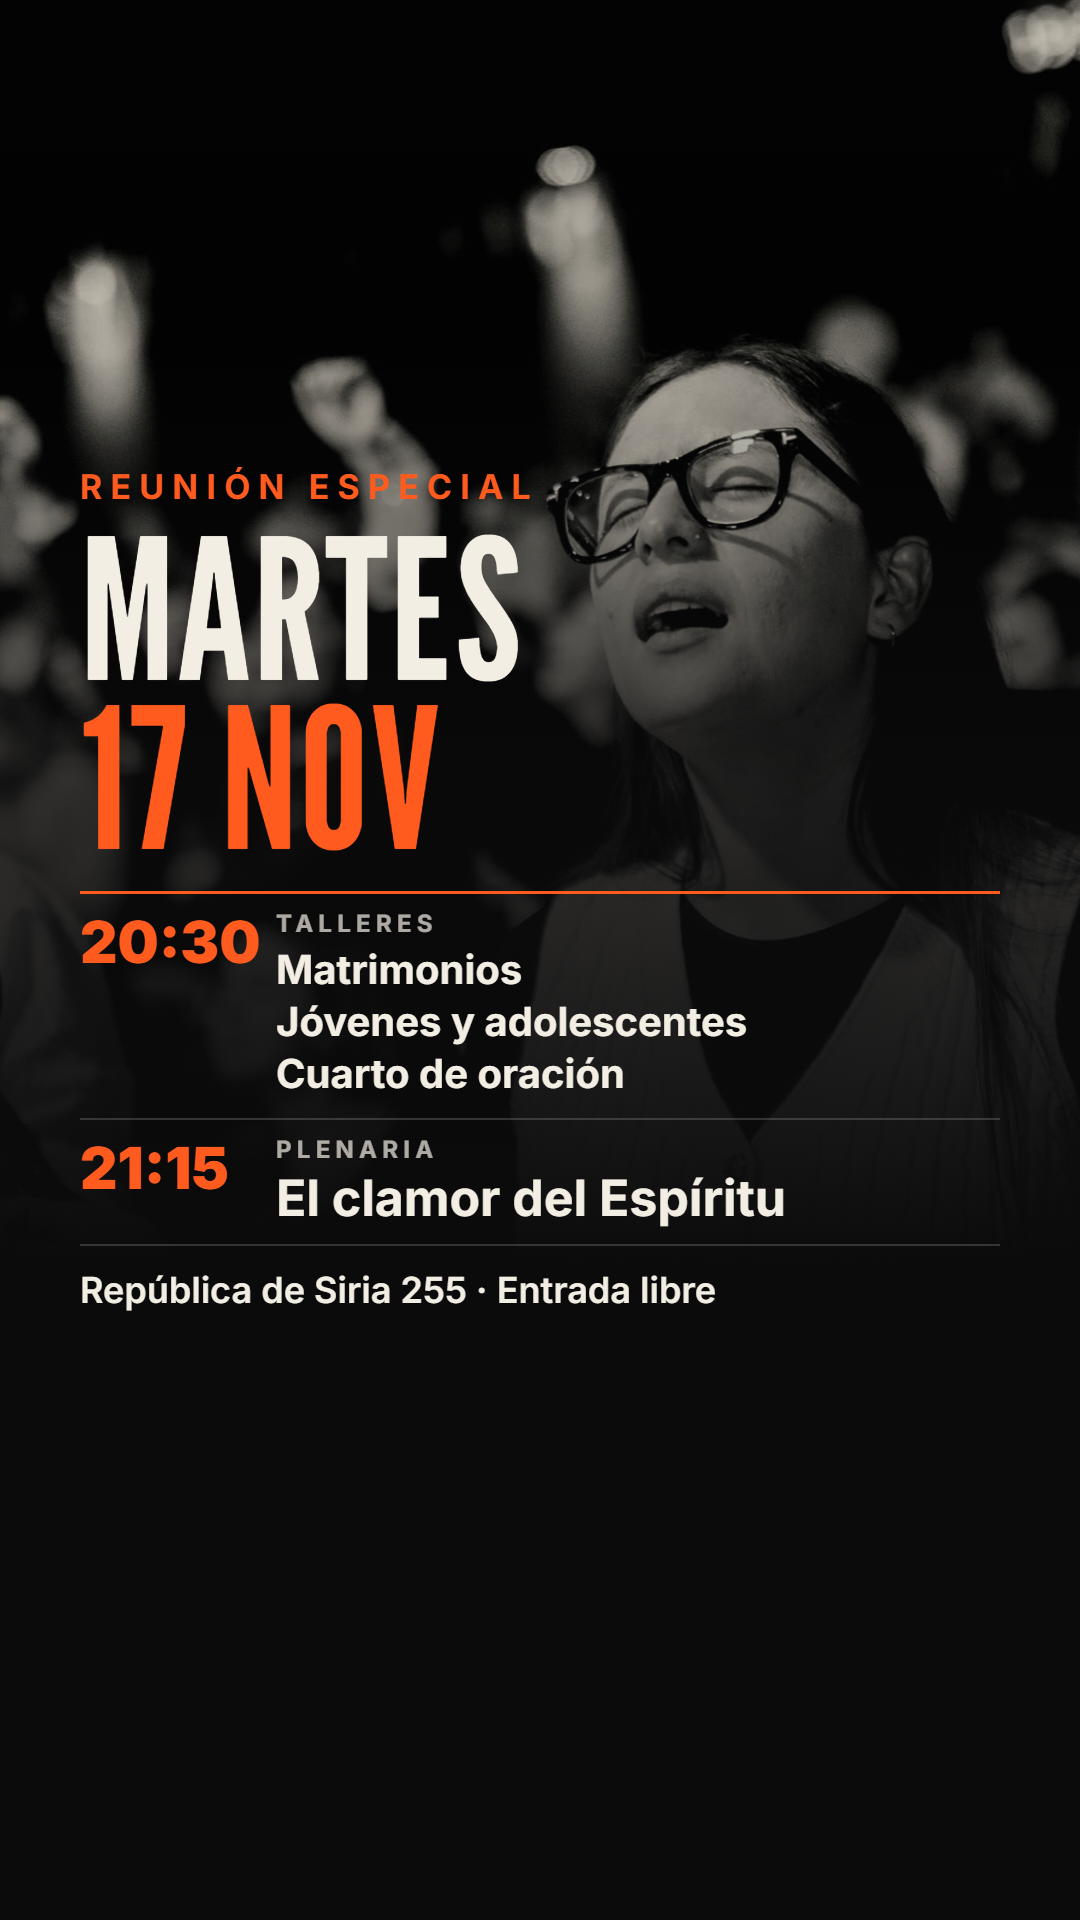 REUNIÓN ESPECIAL
MARTES
17 NOV
20:30
TALLERES
Matrimonios
Jóvenes y adolescentes
Cuarto de oración
21:15
PLENARIA
El clamor del Espíritu
República de Siria 255 · Entrada libre